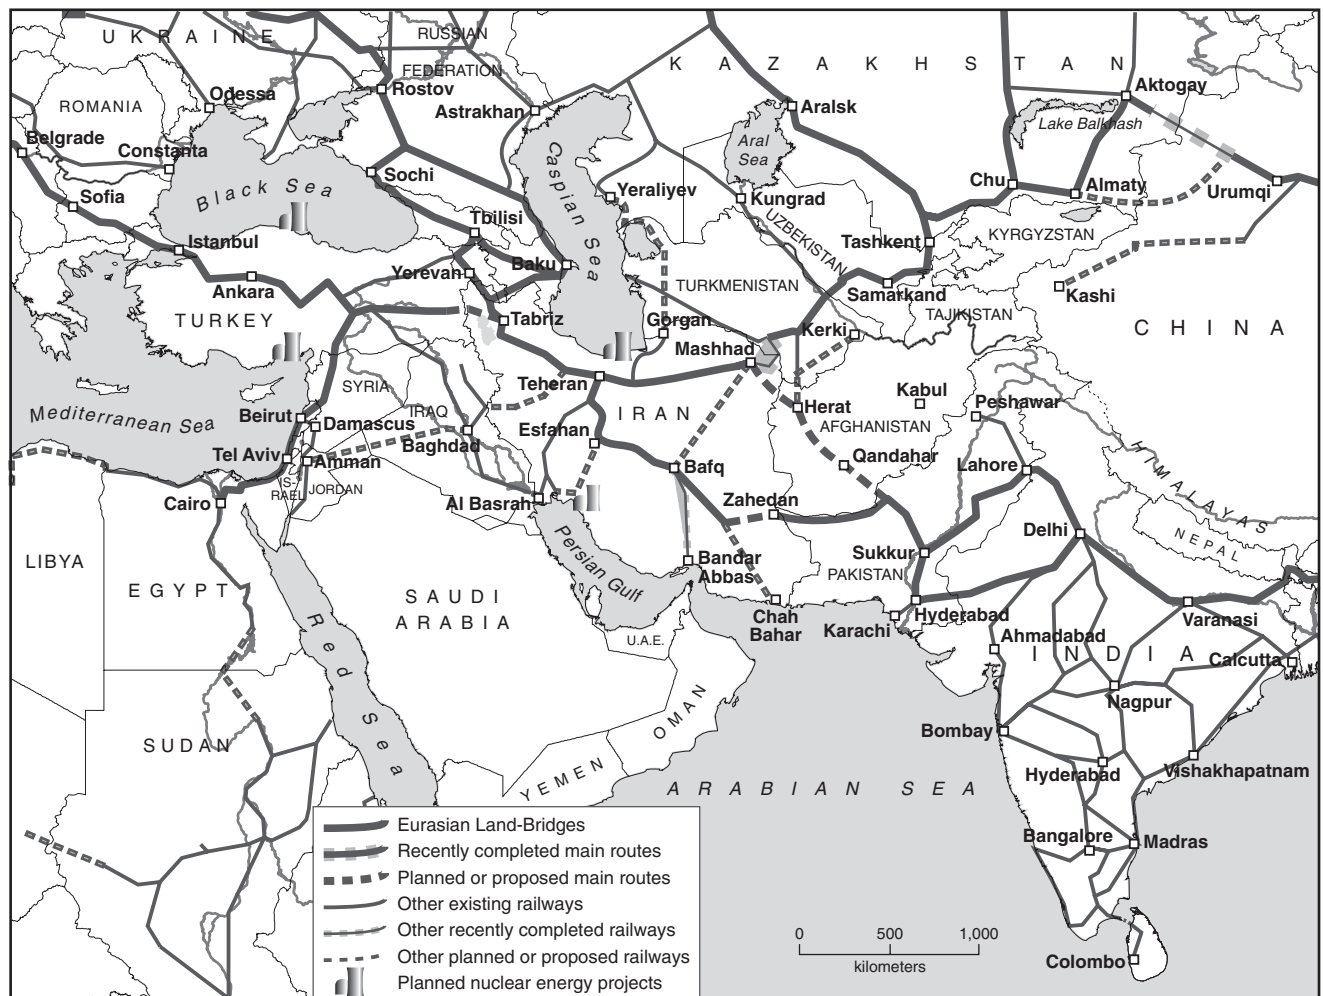 UKRAINE
RUSSIAN
FEDERATION
KAZAKHSTAN
ROMANIA
Odessa
Rostov
Astrakhan
Aralsk
Aktogay
Lake Balkhash
Belgrade
Constanta
Aral
Sea
Sofia
Black Sea
Sochi
Caspian Sea
Yeraliyev
Kungrad
Chu
Almaty
Urumqi
Istanbul
Tbilisi
UZBEKISTAN
Tashkent
KYRGYZSTAN
Ankara
Yerevan
Baku
TURKMENISTAN
Samarkand
Kashi
TURKEY
Tabriz
Gorgan
Kerki
TAJIKISTAN
CHINA
Mashhad
SYRIA
Teheran
Kabul
Mediterranean Sea
Beirut
Damascus
IRAQ
Baghdad
IRAN
Herat
AFGHANISTAN
Peshawar
Esfahan
Tel Aviv
Amman
Bafq
Qandahar
Lahore
HIMALAYAS
IS-
RAEL
JORDAN
Cairo
Al Basrah
Zahedan
LIBYA
Persian Gulf
Delhi
NEPAL
Sukkur
Bandar
Abbas
PAKISTAN
EGYPT
SAUDI
ARABIA
Chah
Bahar
Karachi
Hyderabad
Varanasi
Red Sea
U.A.E.
Ahmadabad
INDIA
Calcutta
Nagpur
OMAN
SUDAN
Bombay
YEMEN
ARABIAN SEA
Hyderabad
Vishakhapatnam
Bangalore
Madras
Colombo
Eurasian Land-Bridges
Recently completed main routes
Planned or proposed main routes
Other existing railways
Other recently completed railways
Other planned or proposed railways
Planned nuclear energy projects
0 500 1,000
kilometers